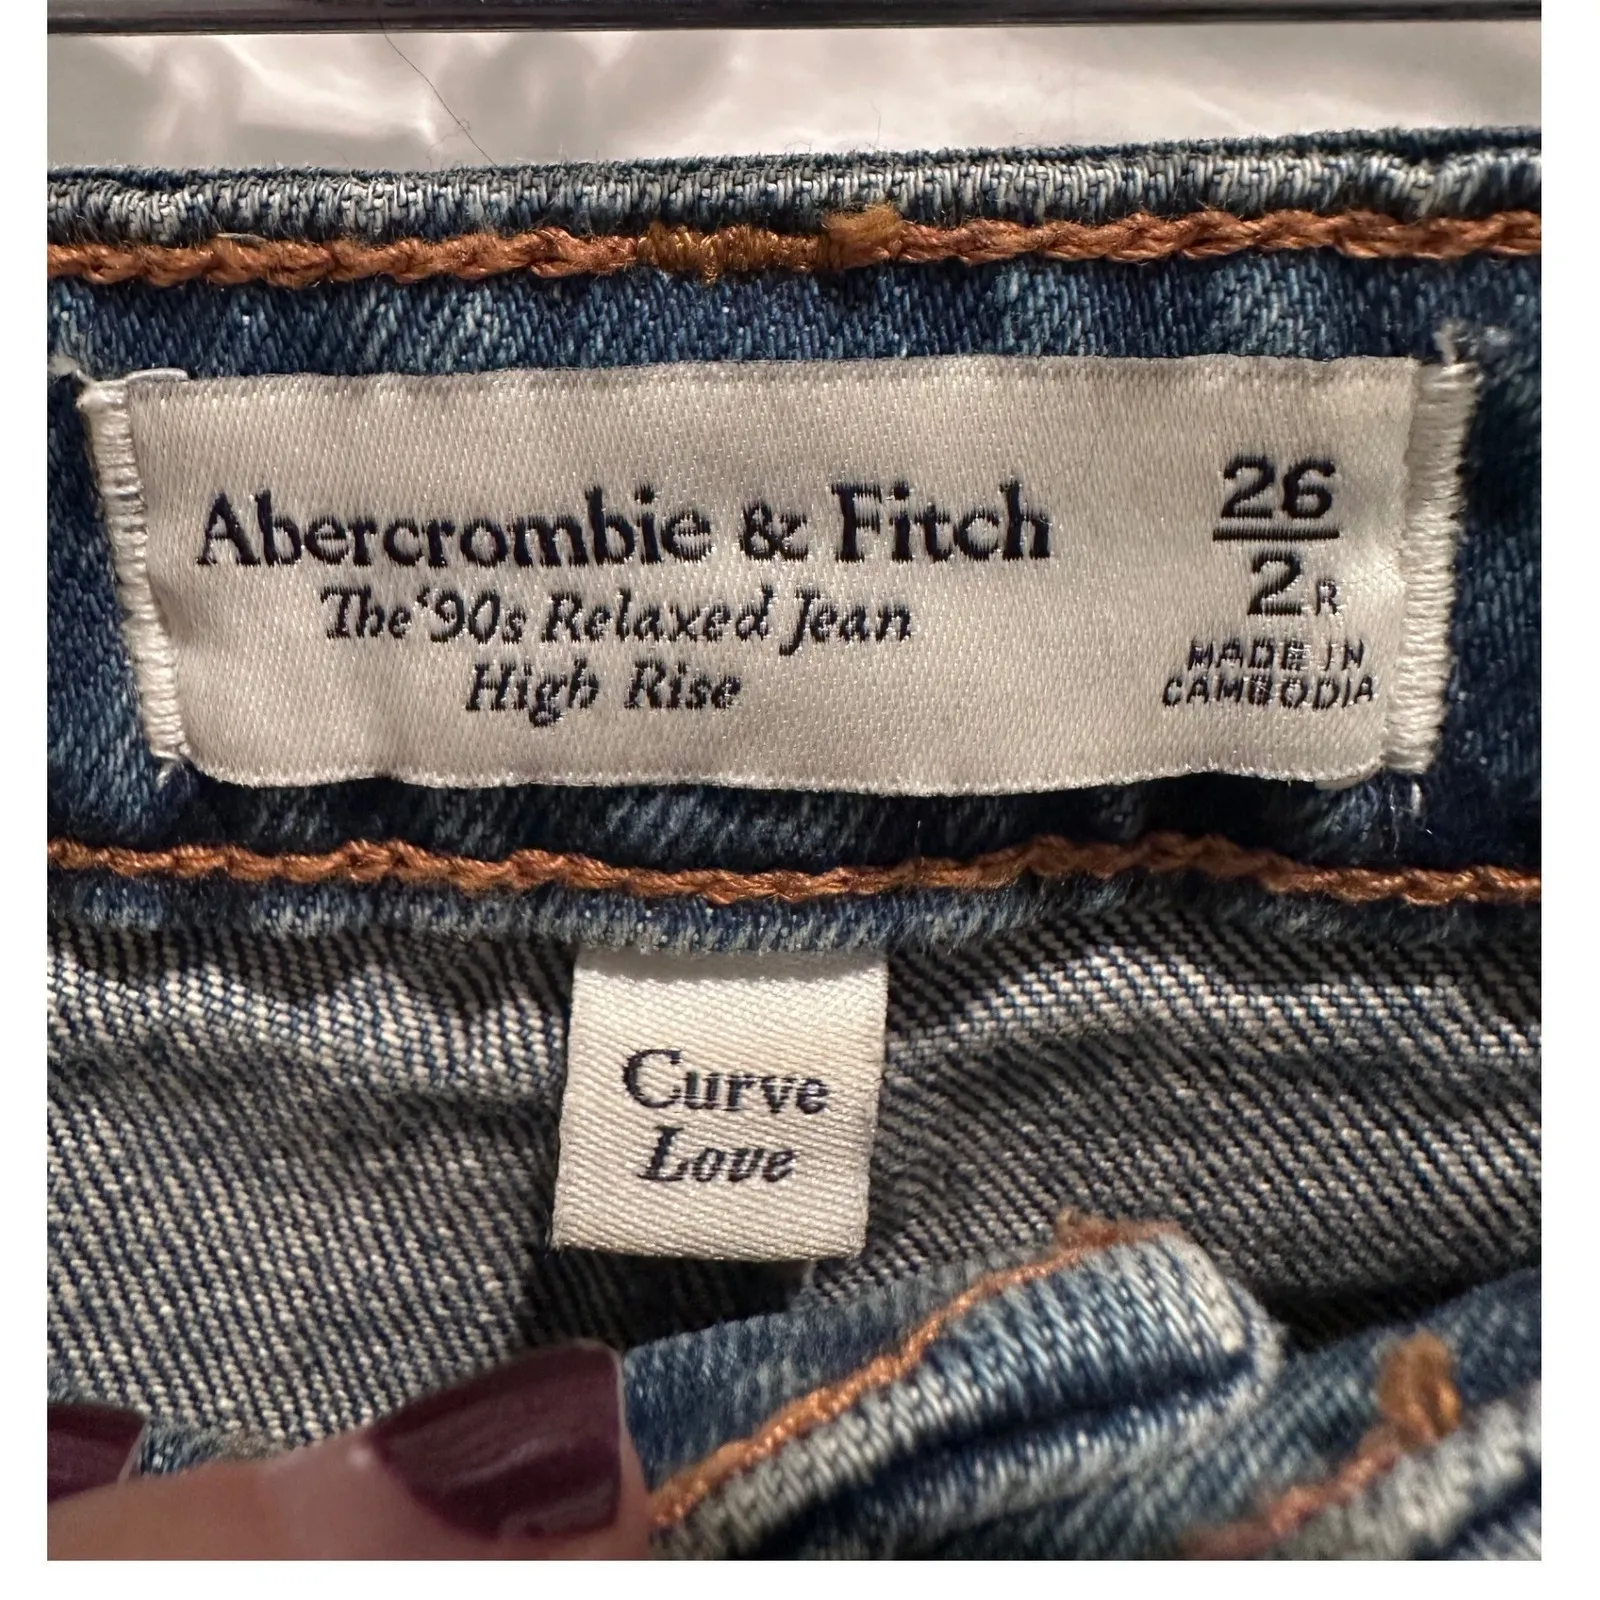 Abercrombie & Fitch
The '90s Relaxed Jean
High Rise
26
2R
MADE IN
CAMBODIA
Curve
Love